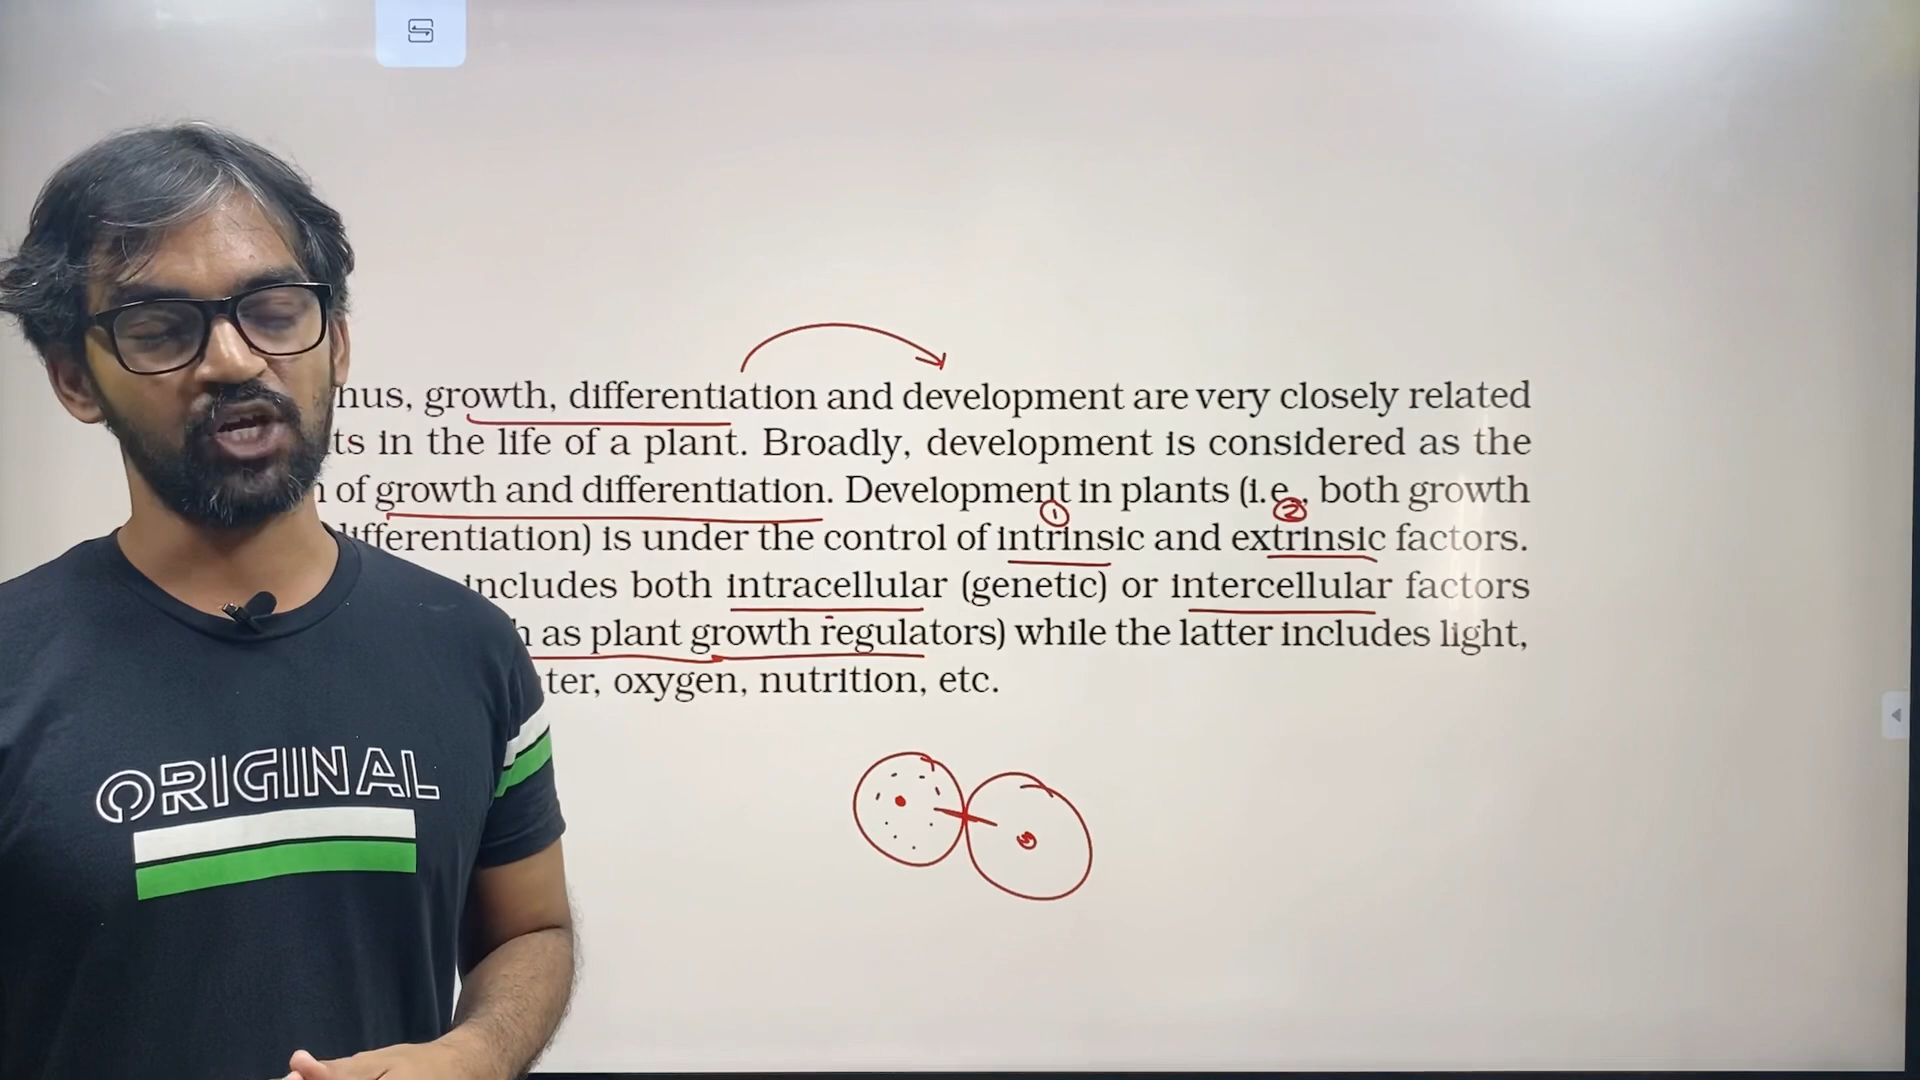 hus, growth, differentiation and development are very closely related
ts in the life of a plant. Broadly, development is considered as the
of growth and differentiation. Development in plants (i.e., both growth
1 2
ifferentiation) is under the control of intrinsic and extrinsic factors.
includes both intracellular (genetic) or intercellular factors
as plant growth regulators) while the latter includes light,
ter, oxygen, nutrition, etc.
ORIGINAL